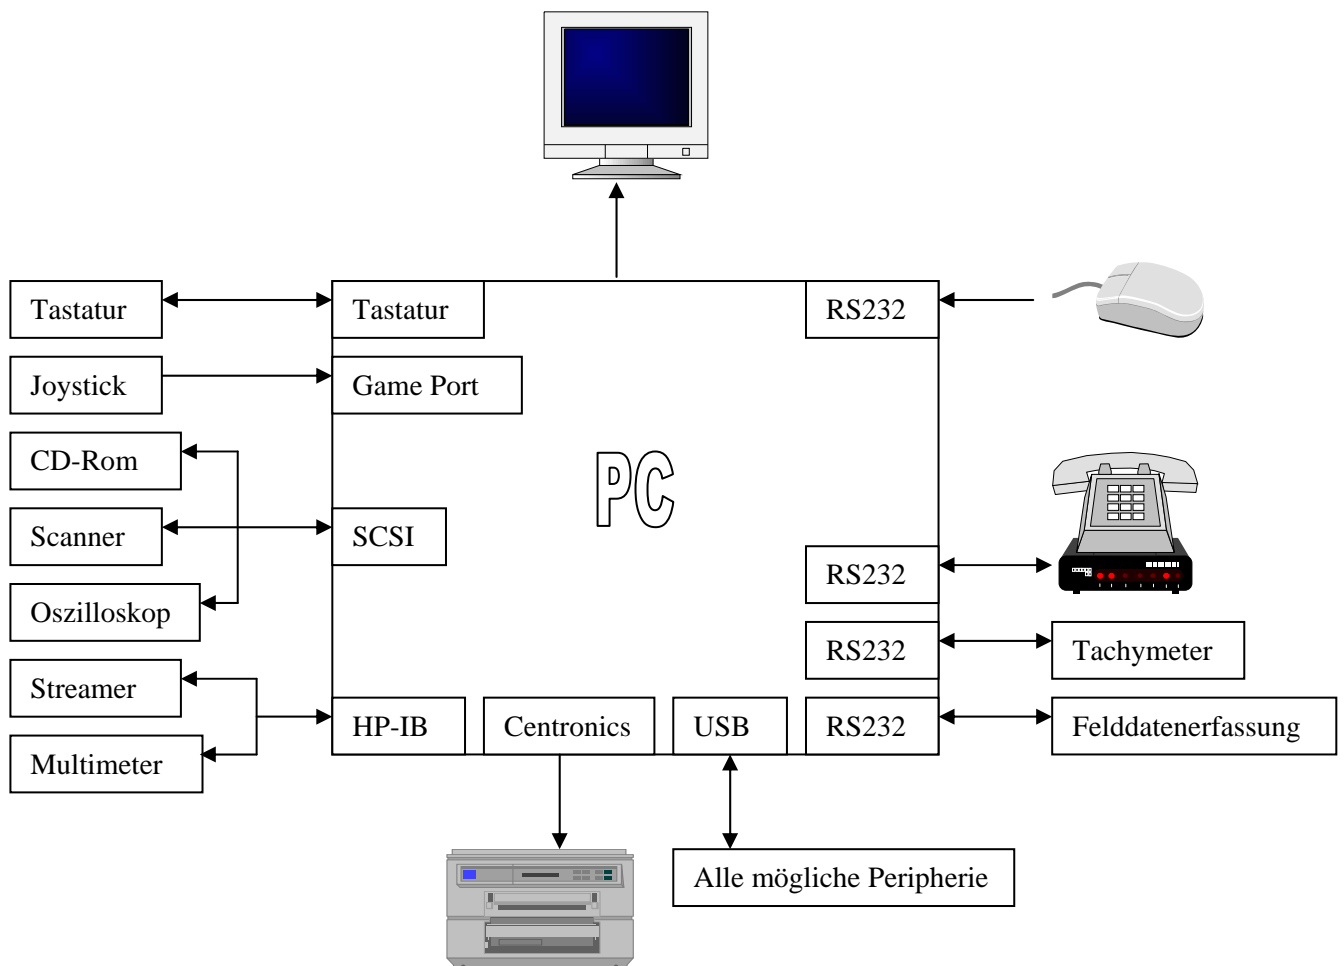 Tastatur
Tastatur
RS232
Joystick
Game Port
CD-Rom
PC
Scanner
SCSI
RS232
Oszilloskop
RS232
Tachymeter
Streamer
HP-IB
Centronics
USB
RS232
Felddatenerfassung
Multimeter
Alle mögliche Peripherie